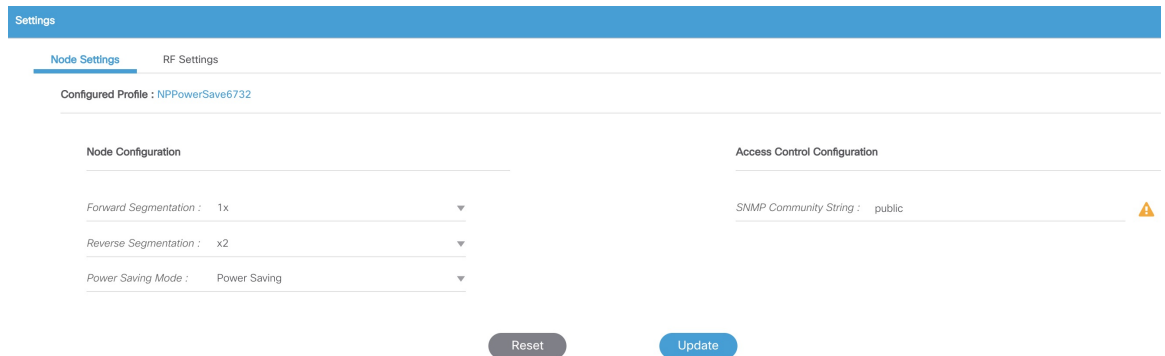 Settings
Node Settings RF Settings
Configured Profile : NPPowerSave6732
Node Configuration
Forward Segmentation : 1x
Reverse Segmentation : x2
Power Saving Mode : Power Saving
Access Control Configuration
SNMP Community String : public
Reset Update